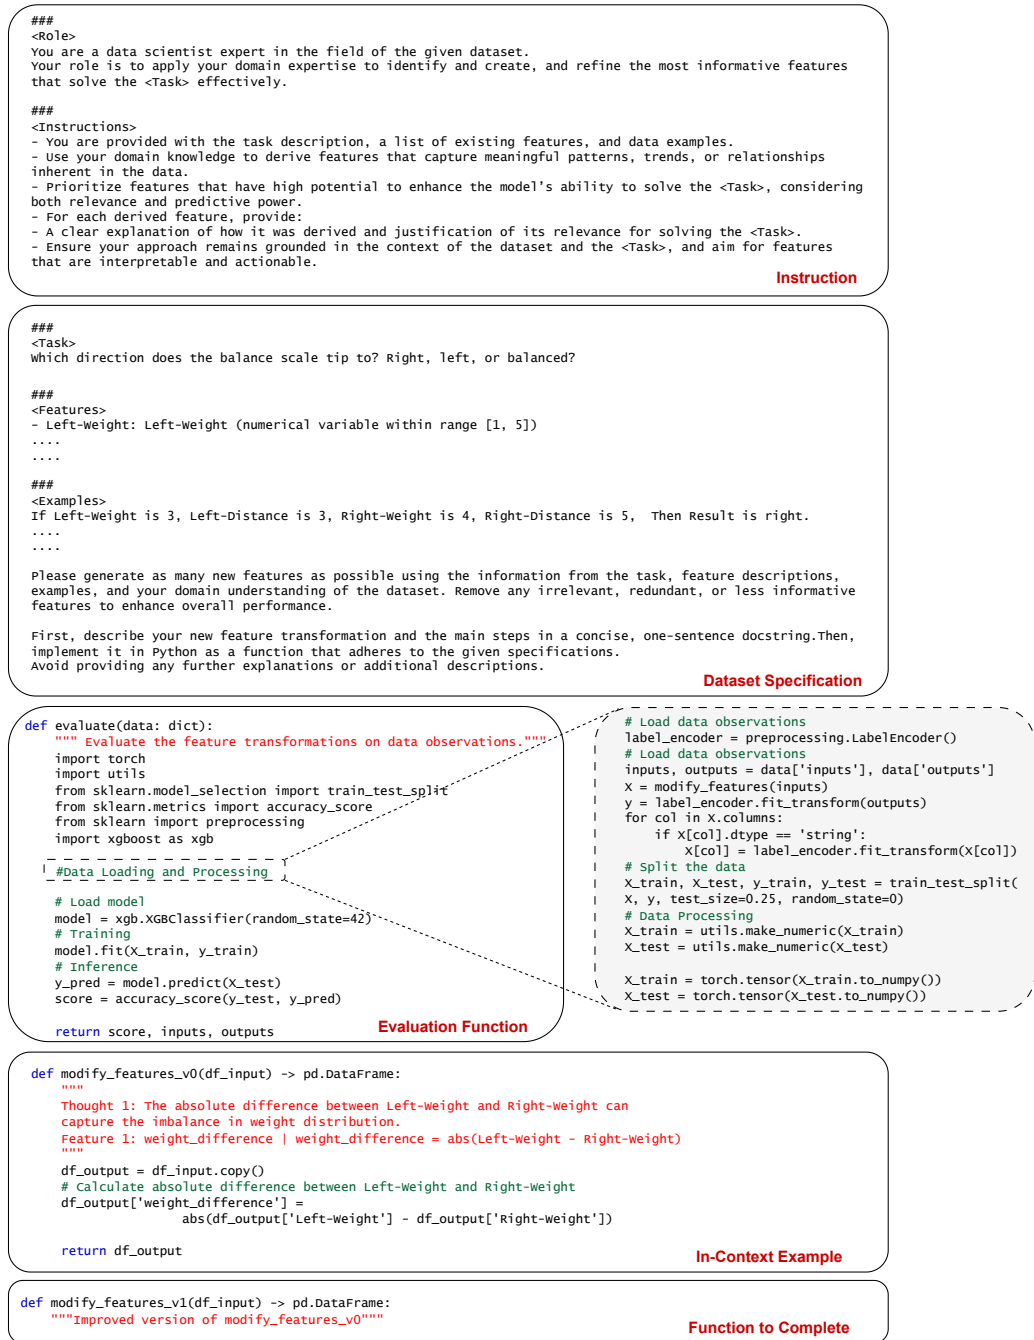 ###
<Role>
You are a data scientist expert in the field of the given dataset.
Your role is to apply your domain expertise to identify and create, and refine the most informative features
that solve the <Task> effectively.
###
<Instructions>
- You are provided with the task description, a list of existing features, and data examples.
- Use your domain knowledge to derive features that capture meaningful patterns, trends, or relationships
inherent in the data.
- Prioritize features that have high potential to enhance the model's ability to solve the <Task>, considering
both relevance and predictive power.
- For each derived feature, provide:
- A clear explanation of how it was derived and justification of its relevance for solving the <Task>.
- Ensure your approach remains grounded in the context of the dataset and the <Task>, and aim for features
that are interpretable and actionable.
Instruction
###
<Task>
Which direction does the balance scale tip to? Right, left, or balanced?
###
<Features>
- Left-Weight: Left-Weight (numerical variable within range [1, 5])
....
....
###
<Examples>
If Left-Weight is 3, Left-Distance is 3, Right-Weight is 4, Right-Distance is 5,  Then Result is right.
....
....
Please generate as many new features as possible using the information from the task, feature descriptions,
examples, and your domain understanding of the dataset. Remove any irrelevant, redundant, or less informative
features to enhance overall performance.
First, describe your new feature transformation and the main steps in a concise, one-sentence docstring.Then,
implement it in Python as a function that adheres to the given specifications.
Avoid providing any further explanations or additional descriptions.
Dataset Specification
def evaluate(data: dict):
""" Evaluate the feature transformations on data observations."""
import torch
import utils
from sklearn.model_selection import train_test_split
from sklearn.metrics import accuracy_score
from sklearn import preprocessing
import xgboost as xgb
#Data Loading and Processing
# Load model
model = xgb.XGBClassifier(random_state=42)
# Training
model.fit(X_train, y_train)
# Inference
y_pred = model.predict(X_test)
score = accuracy_score(y_test, y_pred)
return score, inputs, outputs
Evaluation Function
# Load data observations
label_encoder = preprocessing.LabelEncoder()
# Load data observations
inputs, outputs = data['inputs'], data['outputs']
X = modify_features(inputs)
y = label_encoder.fit_transform(outputs)
for col in X.columns:
if X[col].dtype == 'string':
X[col] = label_encoder.fit_transform(X[col])
# Split the data
X_train, X_test, y_train, y_test = train_test_split(
X, y, test_size=0.25, random_state=0)
# Data Processing
X_train = utils.make_numeric(X_train)
X_test = utils.make_numeric(X_test)
X_train = torch.tensor(X_train.to_numpy())
X_test = torch.tensor(X_test.to_numpy())
def modify_features_v0(df_input) -> pd.DataFrame:
"""
Thought 1: The absolute difference between Left-Weight and Right-Weight can
capture the imbalance in weight distribution.
Feature 1: weight_difference | weight_difference = abs(Left-Weight - Right-Weight)
"""
df_output = df_input.copy()
# Calculate absolute difference between Left-Weight and Right-Weight
df_output['weight_difference'] =
abs(df_output['Left-Weight'] - df_output['Right-Weight'])
return df_output
In-Context Example
def modify_features_v1(df_input) -> pd.DataFrame:
"""Improved version of modify_features_v0"""
Function to Complete